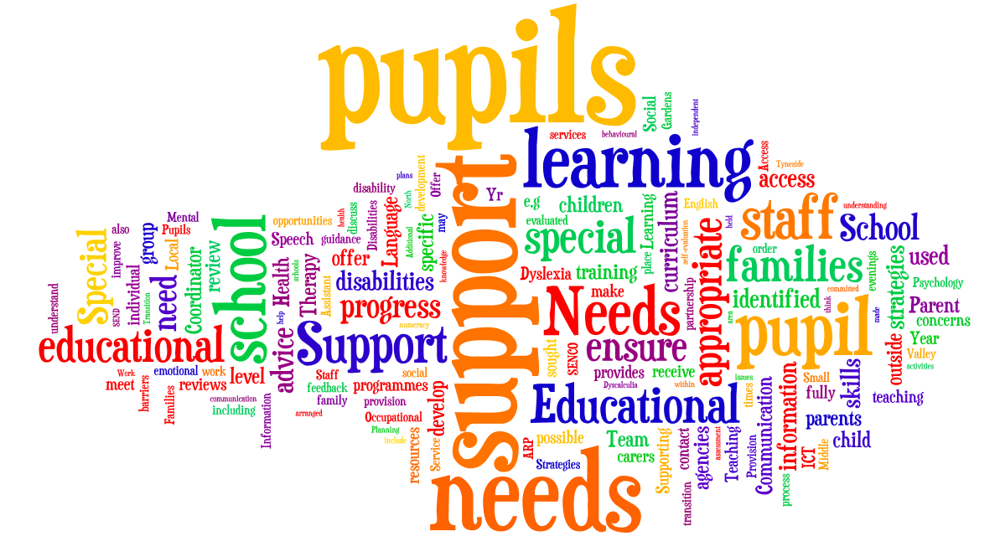 pupils
Social
Gardens
independent
services
behavioural
learning
Access
Tyneside
access
support
Yr
plans
North
development
Offer
disability
Disabilities
Language
Additional
specific
may
knowledge
e.g
children
evaluated
special
place
Learning
curriculum
English
self-evaluation
held
appropriate
staff
understanding
School
Mental
Pupils
also
improve
Special
group
Local
SEND
individual
Transition
need
Coordinator
review
school
opportunities
health
discuss
Speech
guidance
offer
Health
Therapy
schools
Assistant
help
disabilities
progress
numeracy
Dyslexia
training
make
Needs
partnership
families
order
committed
identified
think
area
pupil
made
evenings
strategies
used
Psychology
Parent
concerns
Year
Valley
activities
outside
understand
educational
Support
advice
sought
SENCO
ensure
provides
receive
Dyscalculia
within
issues
Work
meet
barriers
Families
emotional
work
reviews
level
communication
including
Information
Staff
feedback
family
arranged
social
programmes
provision
Occupational
Planning
include
develop
resources
Service
Educational
times
Communication
information
Small
fully
skills
teaching
parents
child
ICT
Middle
process
ARP
possible
Strategies
Team
carers
Supporting
contact
transition
agencies
assessment
Teaching
Provision
needs